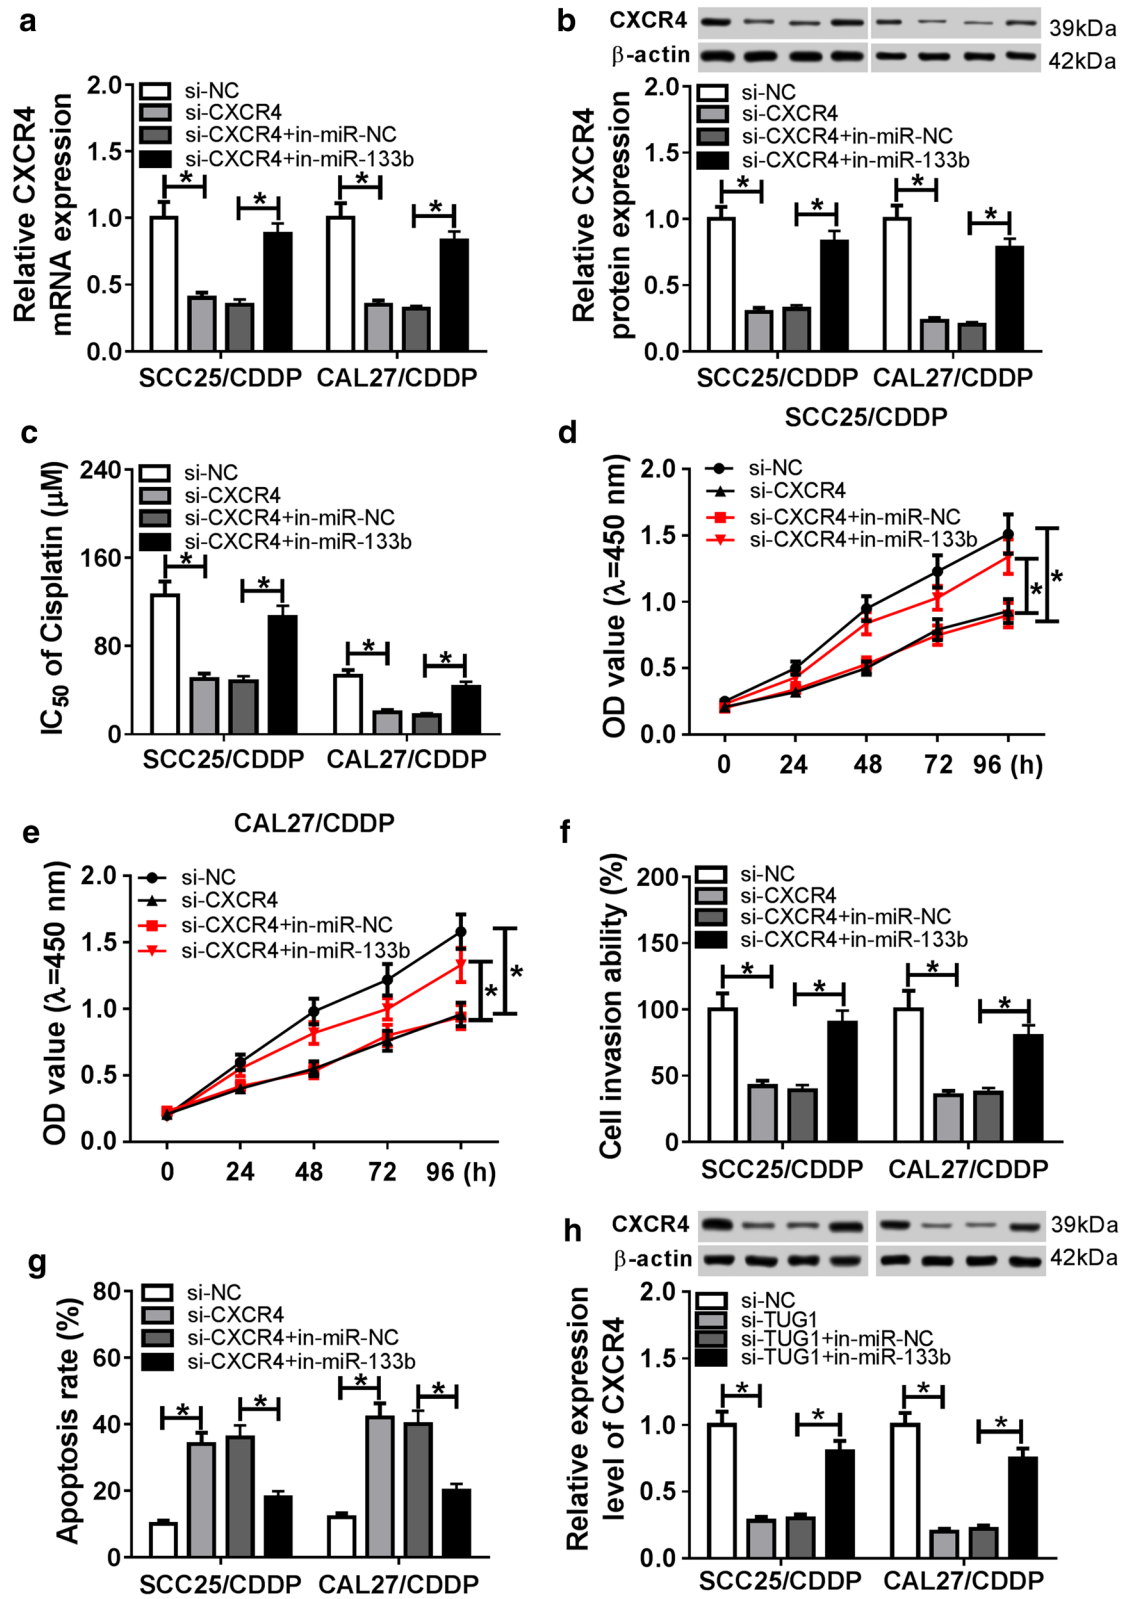 a
Relative CXCR4
mRNA expression
2.0
1.5
1.0
0.5
0.0
si-NC
si-CXCR4
si-CXCR4+in-miR-NC
si-CXCR4+in-miR-133b
* * * *
SCC25/CDDP CAL27/CDDP
b
CXCR4 39kDa
β-actin 42kDa
Relative CXCR4
protein expression
2.0
1.5
1.0
0.5
0.0
si-NC
si-CXCR4
si-CXCR4+in-miR-NC
si-CXCR4+in-miR-133b
* * * *
SCC25/CDDP CAL27/CDDP
c
IC50 of Cisplatin (μM)
240
160
80
0
si-NC
si-CXCR4
si-CXCR4+in-miR-NC
si-CXCR4+in-miR-133b
* * * *
SCC25/CDDP CAL27/CDDP
d
SCC25/CDDP
OD value (λ=450 nm)
2.0
1.5
1.0
0.5
0.0
si-NC
si-CXCR4
si-CXCR4+in-miR-NC
si-CXCR4+in-miR-133b
* *
0 24 48 72 96 (h)
e
CAL27/CDDP
OD value (λ=450 nm)
2.0
1.5
1.0
0.5
0.0
si-NC
si-CXCR4
si-CXCR4+in-miR-NC
si-CXCR4+in-miR-133b
* *
0 24 48 72 96 (h)
f
Cell invasion ability (%)
200
150
100
50
0
si-NC
si-CXCR4
si-CXCR4+in-miR-NC
si-CXCR4+in-miR-133b
* * * *
SCC25/CDDP CAL27/CDDP
g
Apoptosis rate (%)
80
60
40
20
0
si-NC
si-CXCR4
si-CXCR4+in-miR-NC
si-CXCR4+in-miR-133b
* * * *
SCC25/CDDP CAL27/CDDP
h
CXCR4 39kDa
β-actin 42kDa
Relative expression
level of CXCR4
2.0
1.5
1.0
0.5
0.0
si-NC
si-TUG1
si-TUG1+in-miR-NC
si-TUG1+in-miR-133b
* * * *
SCC25/CDDP CAL27/CDDP